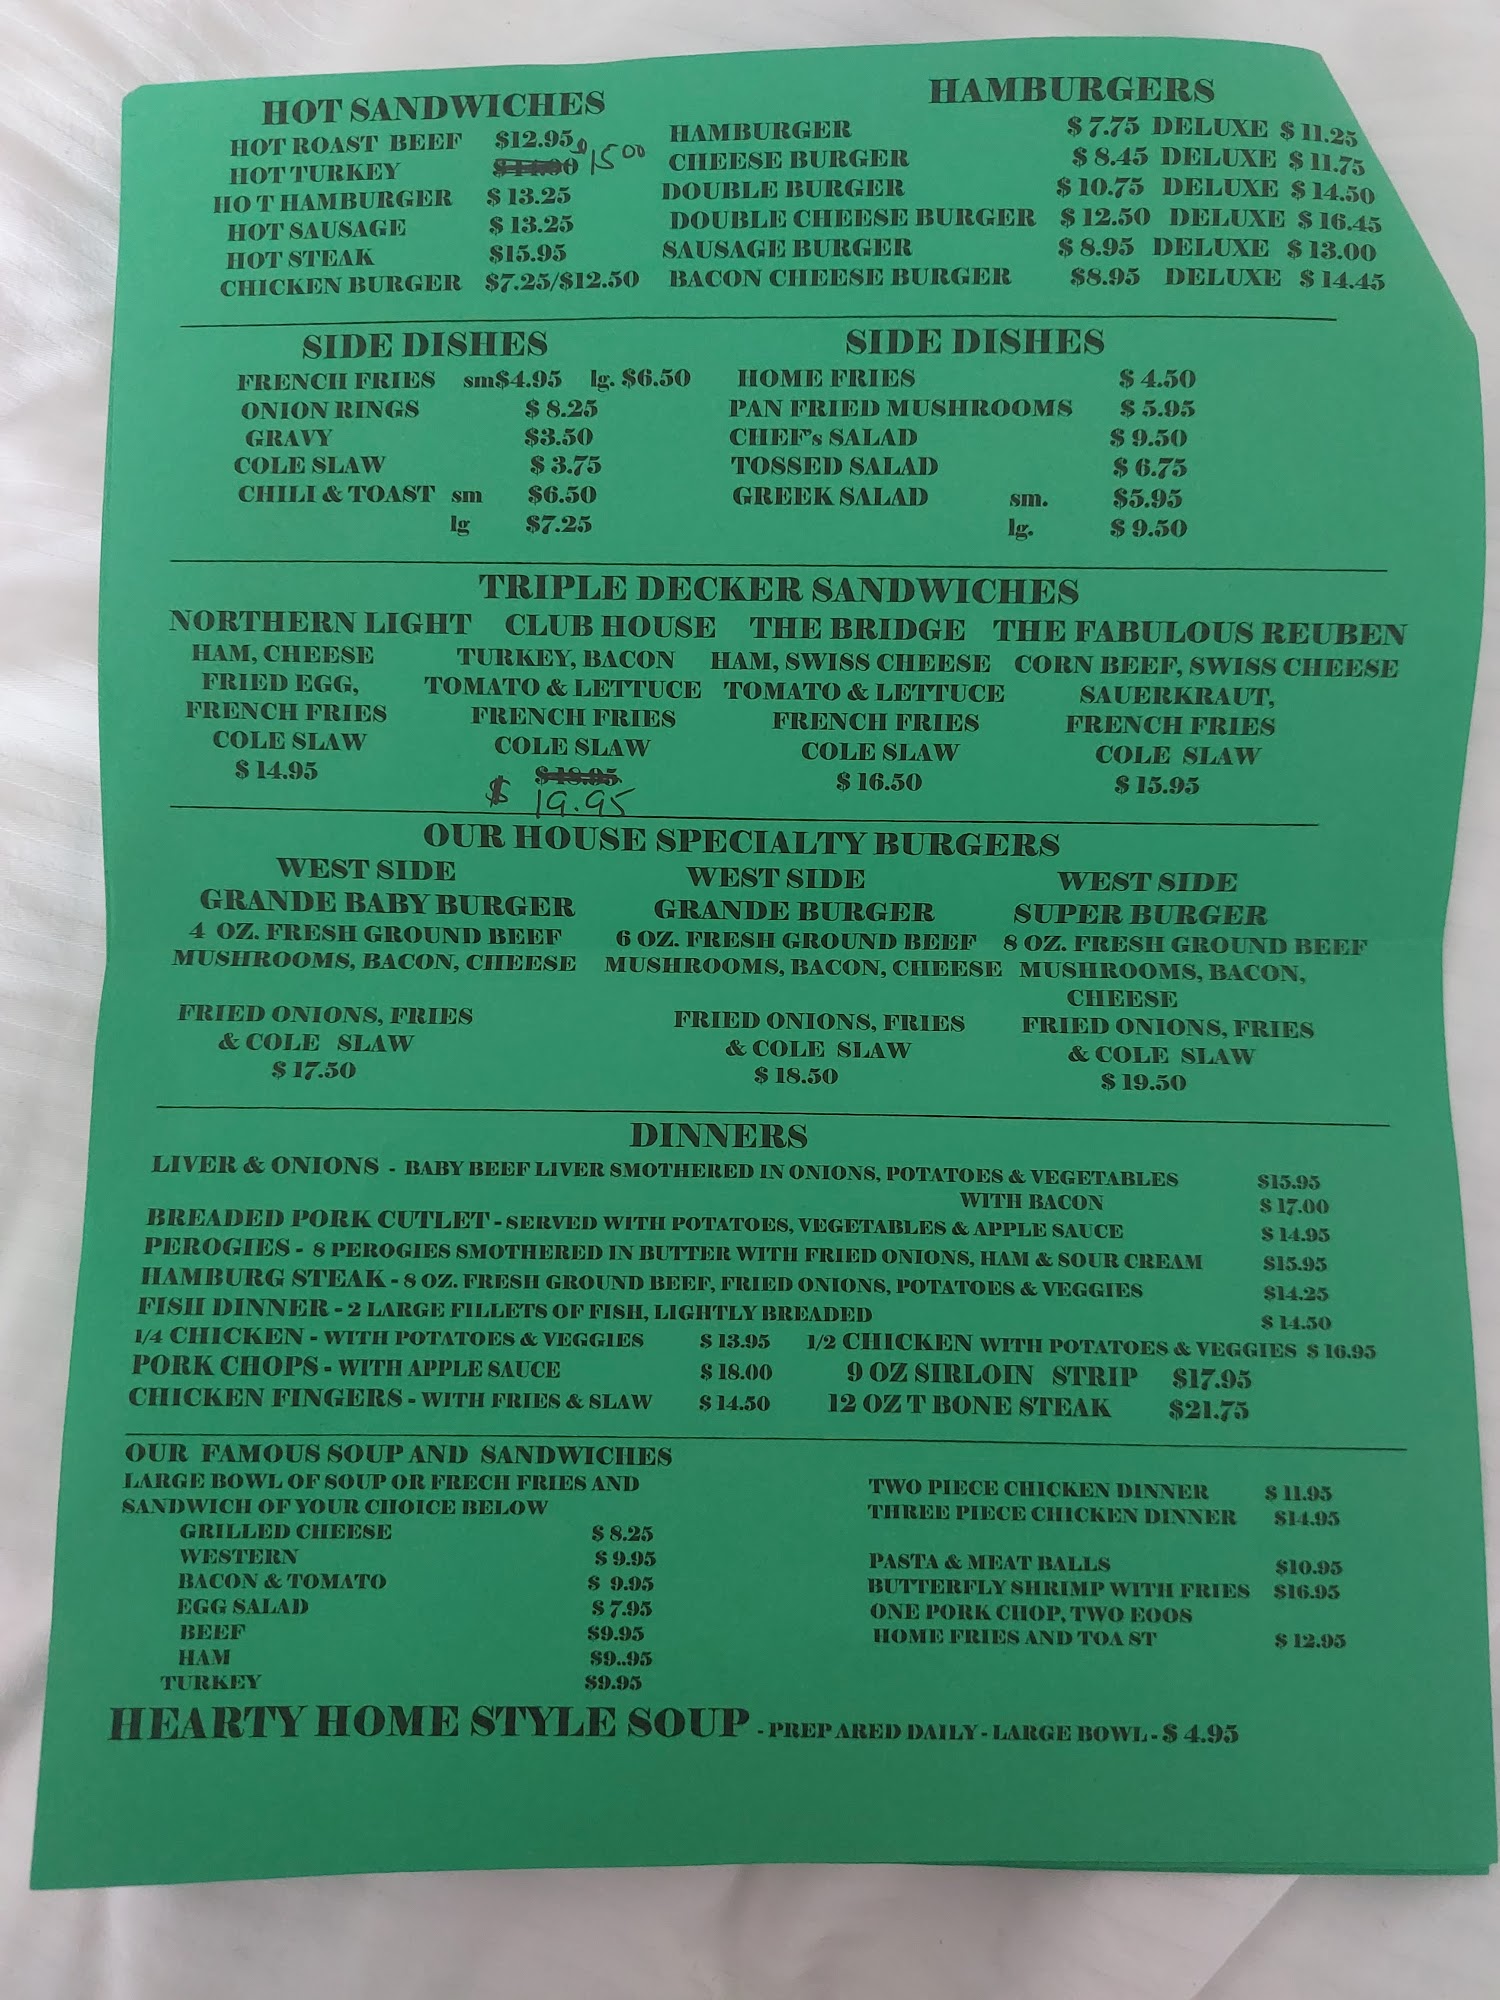 HOT SANDWICHES
HOT ROAST BEEF $12.95
HOT TURKEY 15.00
HOT HAMBURGER $ 13.25
HOT SAUSAGE $ 13.25
HOT STEAK $15.95
CHICKEN BURGER $7.25/$12.50
HAMBURGERS
HAMBURGER $ 7.75 DELUXE $ 11.25
CHEESE BURGER $ 8.45 DELUXE $ 11.75
DOUBLE BURGER $ 10.75 DELUXE $ 14.50
DOUBLE CHEESE BURGER $ 12.50 DELUXE $ 16.45
SAUSAGE BURGER $ 8.95 DELUXE $ 13.00
BACON CHEESE BURGER $8.95 DELUXE $ 14.45
SIDE DISHES
FRENCH FRIES sm$4.95 lg. $6.50
ONION RINGS $ 8.25
GRAVY $3.50
COLE SLAW $ 3.75
CHILI & TOAST sm $6.50
lg $7.25
SIDE DISHES
HOME FRIES $ 4.50
PAN FRIED MUSHROOMS $ 5.95
CHEF's SALAD $ 9.50
TOSSED SALAD $ 6.75
GREEK SALAD sm. $5.95
lg. $ 9.50
TRIPLE DECKER SANDWICHES
NORTHERN LIGHT
HAM, CHEESE
FRIED EGG,
FRENCH FRIES
COLE SLAW
$ 14.95
CLUB HOUSE
TURKEY, BACON
TOMATO & LETTUCE
FRENCH FRIES
COLE SLAW
$ 18.95
$ 19.95
THE BRIDGE
HAM, SWISS CHEESE
TOMATO & LETTUCE
FRENCH FRIES
COLE SLAW
$ 16.50
THE FABULOUS REUBEN
CORN BEEF, SWISS CHEESE
SAUERKRAUT,
FRENCH FRIES
COLE SLAW
$ 15.95
OUR HOUSE SPECIALTY BURGERS
WEST SIDE
GRANDE BABY BURGER
4 OZ. FRESH GROUND BEEF
MUSHROOMS, BACON, CHEESE
FRIED ONIONS, FRIES
& COLE SLAW
$ 17.50
WEST SIDE
GRANDE BURGER
6 OZ. FRESH GROUND BEEF
MUSHROOMS, BACON, CHEESE
FRIED ONIONS, FRIES
& COLE SLAW
$ 18.50
WEST SIDE
SUPER BURGER
8 OZ. FRESH GROUND BEEF
MUSHROOMS, BACON,
CHEESE
FRIED ONIONS, FRIES
& COLE SLAW
$ 19.50
DINNERS
LIVER & ONIONS - BABY BEEF LIVER SMOTHERED IN ONIONS, POTATOES & VEGETABLES $15.95
WITH BACON $ 17.00
BREADED PORK CUTLET - SERVED WITH POTATOES, VEGETABLES & APPLE SAUCE $ 14.95
PEROGIES - 8 PEROGIES SMOTHERED IN BUTTER WITH FRIED ONIONS, HAM & SOUR CREAM $15.95
HAMBURG STEAK - 8 OZ. FRESH GROUND BEEF, FRIED ONIONS, POTATOES & VEGGIES $14.25
FISH DINNER - 2 LARGE FILLETS OF FISH, LIGHTLY BREADED $ 14.50
1/4 CHICKEN - WITH POTATOES & VEGGIES $ 13.95 1/2 CHICKEN WITH POTATOES & VEGGIES $ 16.95
PORK CHOPS - WITH APPLE SAUCE $ 18.00 9 OZ SIRLOIN STRIP $17.95
CHICKEN FINGERS - WITH FRIES & SLAW $ 14.50 12 OZ T BONE STEAK $21.75
OUR FAMOUS SOUP AND SANDWICHES
LARGE BOWL OF SOUP OR FRECH FRIES AND
SANDWICH OF YOUR CHOICE BELOW
GRILLED CHEESE $ 8.25
WESTERN $ 9.95
BACON & TOMATO $ 9.95
EGG SALAD $ 7.95
BEEF $9.95
HAM $9..95
TURKEY $9.95
TWO PIECE CHICKEN DINNER $ 11.95
THREE PIECE CHICKEN DINNER $14.95
PASTA & MEAT BALLS $10.95
BUTTERFLY SHRIMP WITH FRIES $16.95
ONE PORK CHOP, TWO EGGS
HOME FRIES AND TOA ST $ 12.95
HEARTY HOME STYLE SOUP - PREPARED DAILY - LARGE BOWL - $ 4.95